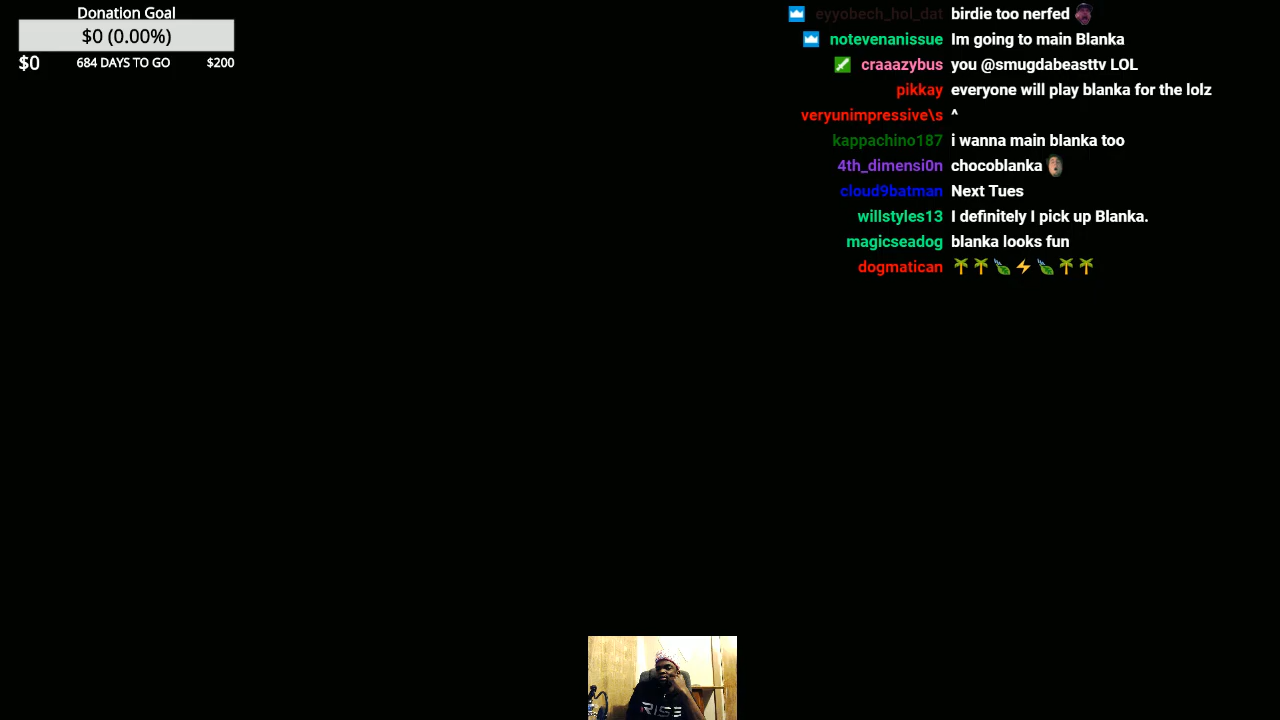 Donation Goal
$0 (0.00%)
$0 684 DAYS TO GO $200
eyyobech_hol_dat birdie too nerfed
notevenanissue Im going to main Blanka
craaazybus you @smugdabeasttv LOL
pikkay everyone will play blanka for the lolz
veryunimpressive\s ^
kappachino187 i wanna main blanka too
4th_dimensi0n chocoblanka
cloud9batman Next Tues
willstyles13 I definitely I pick up Blanka.
magicseadog blanka looks fun
dogmatican 🌴🌴🍃⚡🍃🌴🌴
RISE